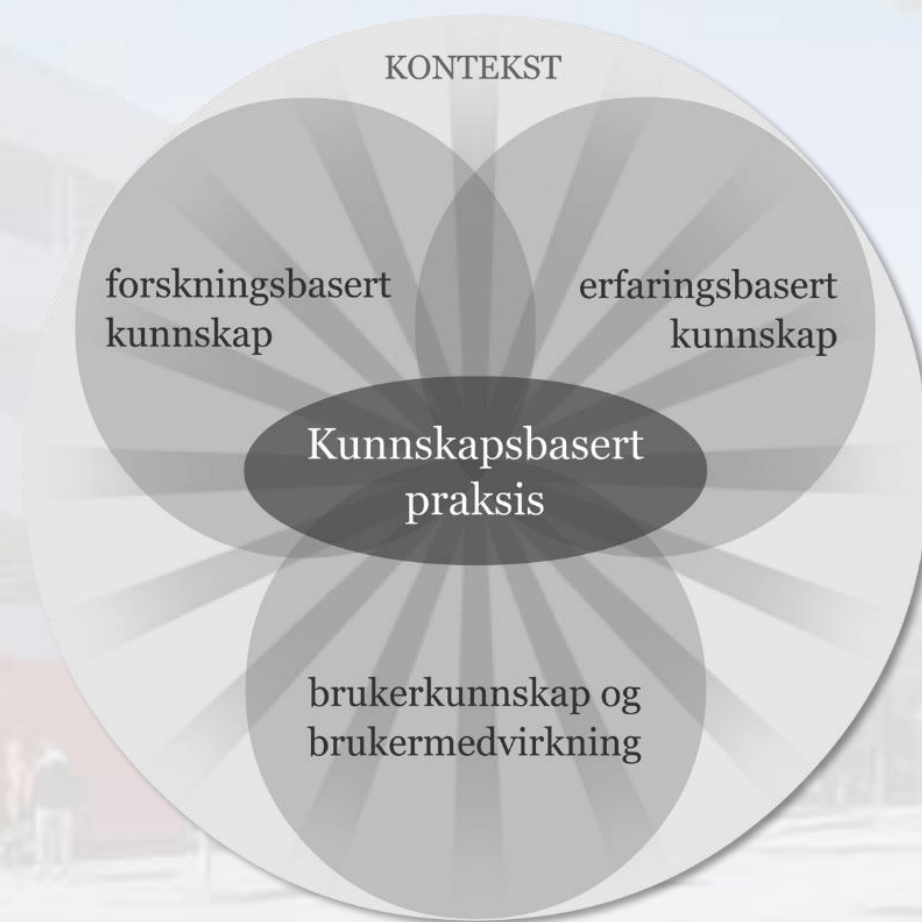 KONTEKST
forskningsbasert
kunnskap
erfaringsbasert
kunnskap
Kunnskapsbasert
praksis
brukerkunnskap og
brukermedvirkning